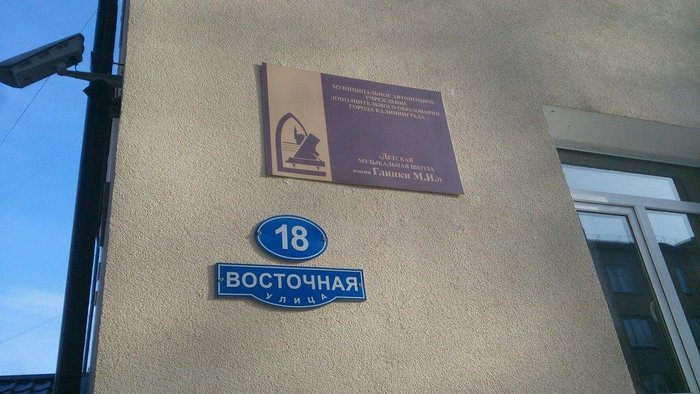 МУНИЦИПАЛЬНОЕ АВТОНОМНОЕ
УЧРЕЖДЕНИЕ
ДОПОЛНИТЕЛЬНОГО ОБРАЗОВАНИЯ
ГОРОДА КАЛИНИНГРАДА
«ДЕТСКАЯ
МУЗЫКАЛЬНАЯ ШКОЛА
имени ГЛИНКИ М.И.»
18
ВОСТОЧНАЯ
УЛИЦА